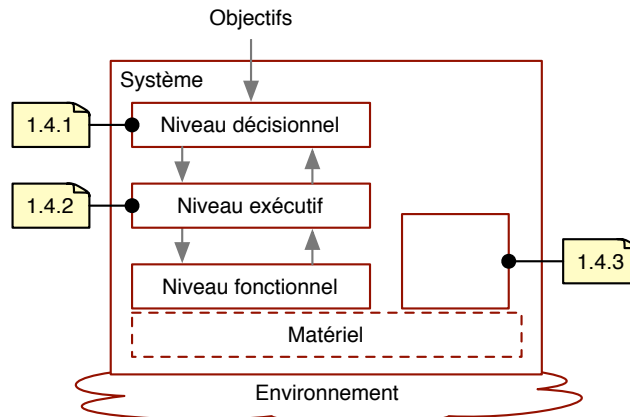 Objectifs
Système
1.4.1
Niveau décisionnel
1.4.2
Niveau exécutif
1.4.3
Niveau fonctionnel
Matériel
Environnement